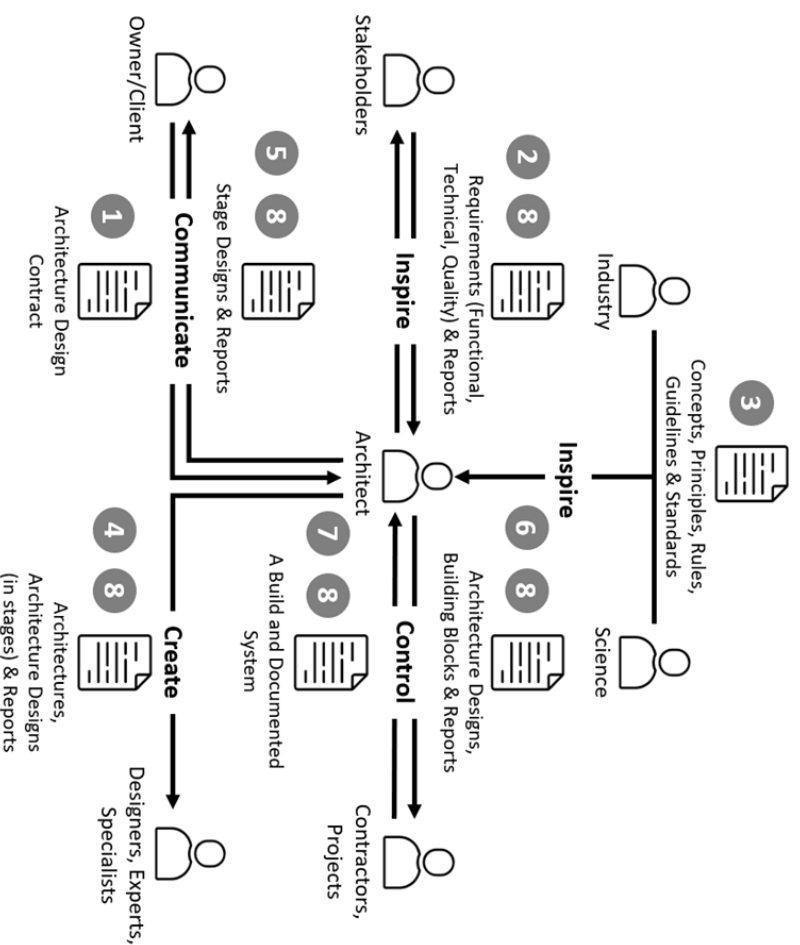 3
Concepts, Principles, Rules,
Guidelines & Standards
Industry
Science
Inspire
2
8
Requirements (Functional,
Technical, Quality) & Reports
6
8
Architecture Designs,
Building Blocks & Reports
Stakeholders
Inspire
Architect
Control
Contractors,
Projects
5
8
Stage Designs & Reports
7
8
A Build and Documented
System
Owner/Client
Communicate
Create
Designers, Experts,
Specialists
1
Architecture Design
Contract
4
8
Architectures,
Architecture Designs
(in stages) & Reports